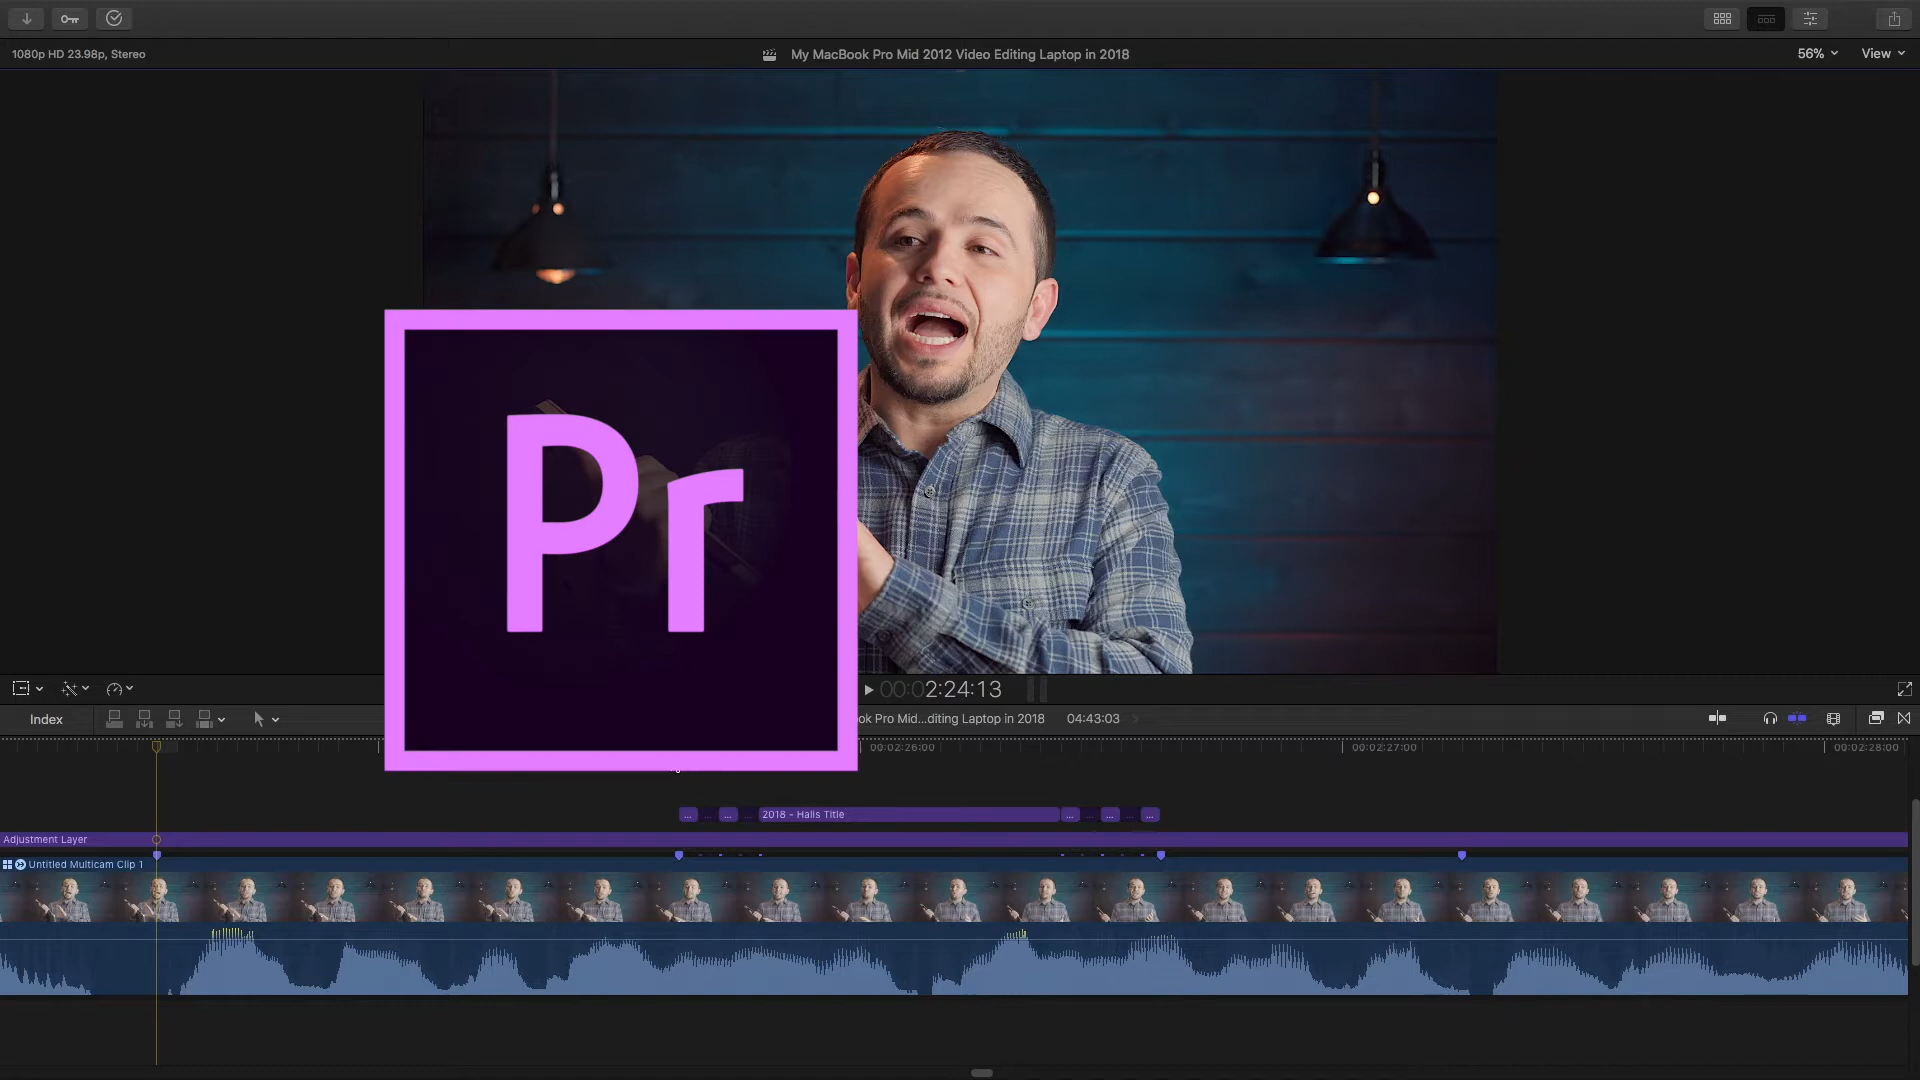 1080p HD 23.98p, Stereo
My MacBook Pro Mid 2012 Video Editing Laptop in 2018
56%
View
Pr
00:02:24:13
Index
ok Pro Mid...diting Laptop in 2018
04:43:03
00:02:26:00
00:02:27:00
00:02:28:00
... ... ... ... 2018 - Halls Title ... ... ... ... ...
Adjustment Layer
Untitled Multicam Clip 1